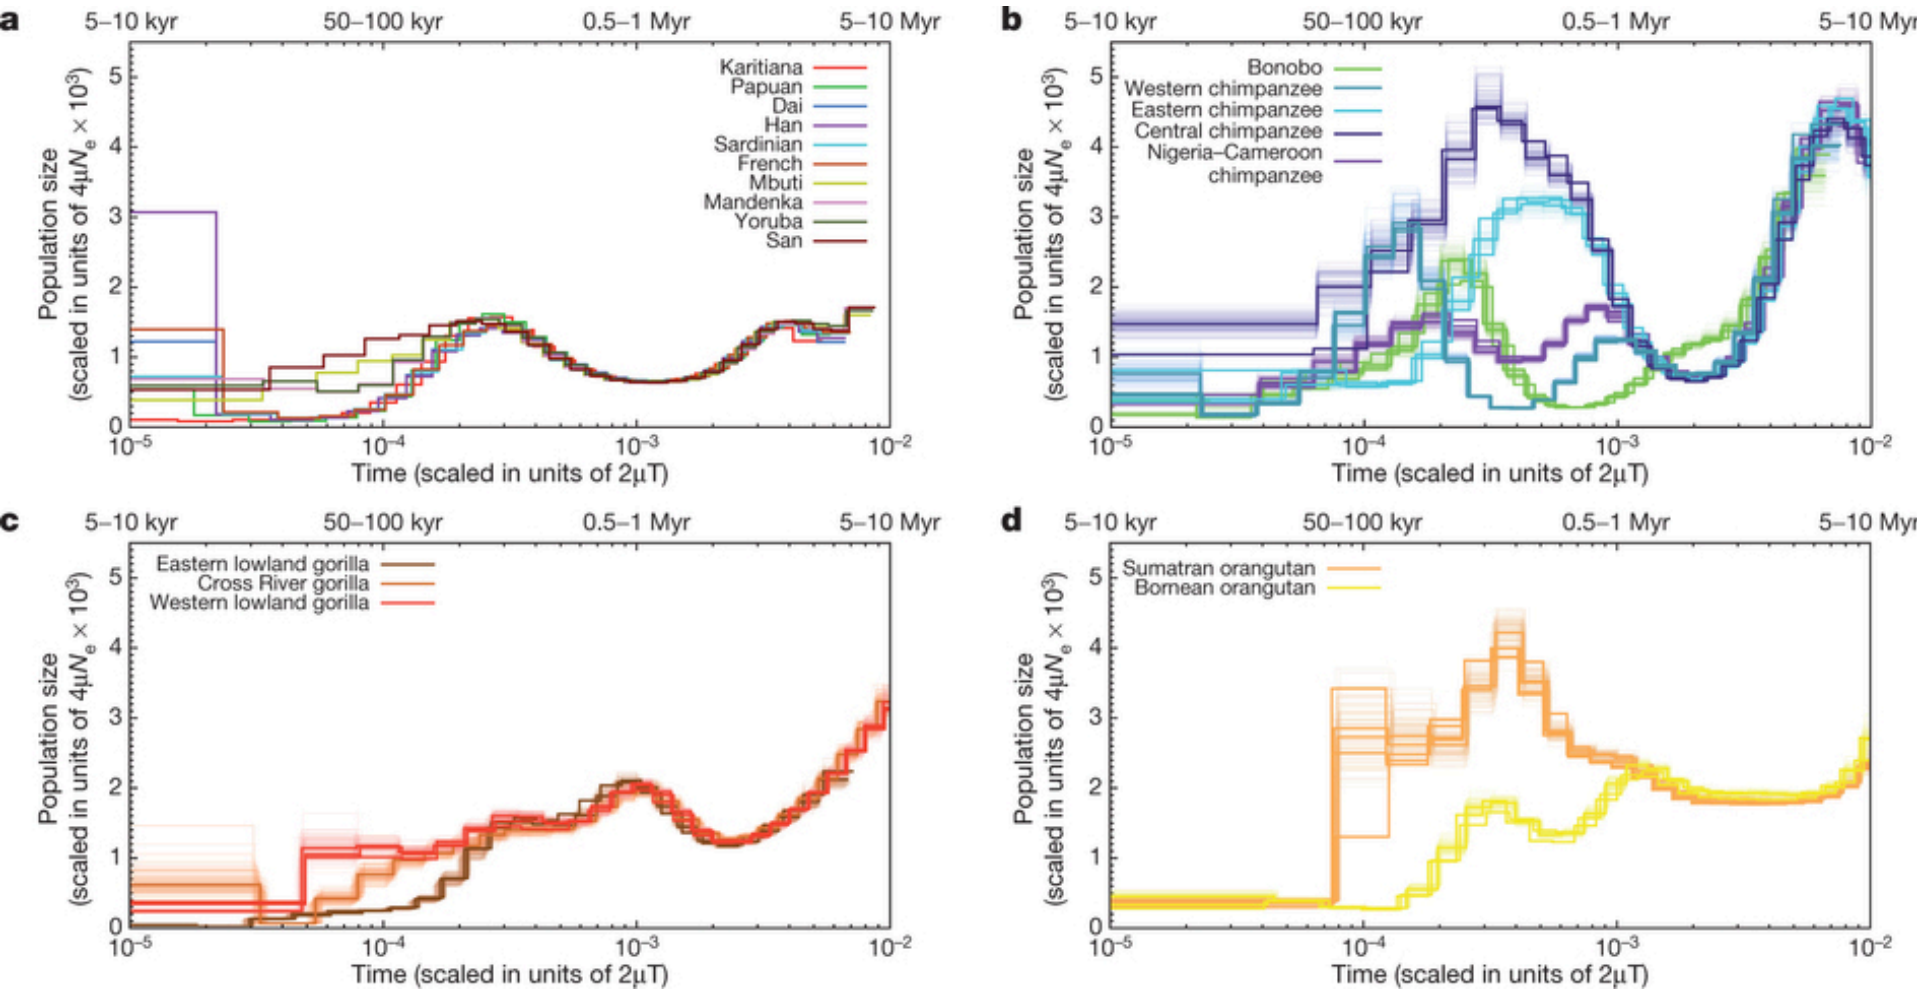 a
5–10 kyr 50–100 kyr 0.5–1 Myr 5–10 Myr
Population size
(scaled in units of 4μNe × 10³)
5
4
3
2
1
0
Karitiana
Papuan
Dai
Han
Sardinian
French
Mbuti
Mandenka
Yoruba
San
10⁻⁵ 10⁻⁴ 10⁻³ 10⁻²
Time (scaled in units of 2μT)
b
5–10 kyr 50–100 kyr 0.5–1 Myr 5–10 Myr
Population size
(scaled in units of 4μNe × 10³)
5
4
3
2
1
0
Bonobo
Western chimpanzee
Eastern chimpanzee
Central chimpanzee
Nigeria–Cameroon
chimpanzee
10⁻⁵ 10⁻⁴ 10⁻³ 10⁻²
Time (scaled in units of 2μT)
c
5–10 kyr 50–100 kyr 0.5–1 Myr 5–10 Myr
Population size
(scaled in units of 4μNe × 10³)
5
4
3
2
1
0
Eastern lowland gorilla
Cross River gorilla
Western lowland gorilla
10⁻⁵ 10⁻⁴ 10⁻³ 10⁻²
Time (scaled in units of 2μT)
d
5–10 kyr 50–100 kyr 0.5–1 Myr 5–10 Myr
Population size
(scaled in units of 4μNe × 10³)
5
4
3
2
1
0
Sumatran orangutan
Bornean orangutan
10⁻⁵ 10⁻⁴ 10⁻³ 10⁻²
Time (scaled in units of 2μT)